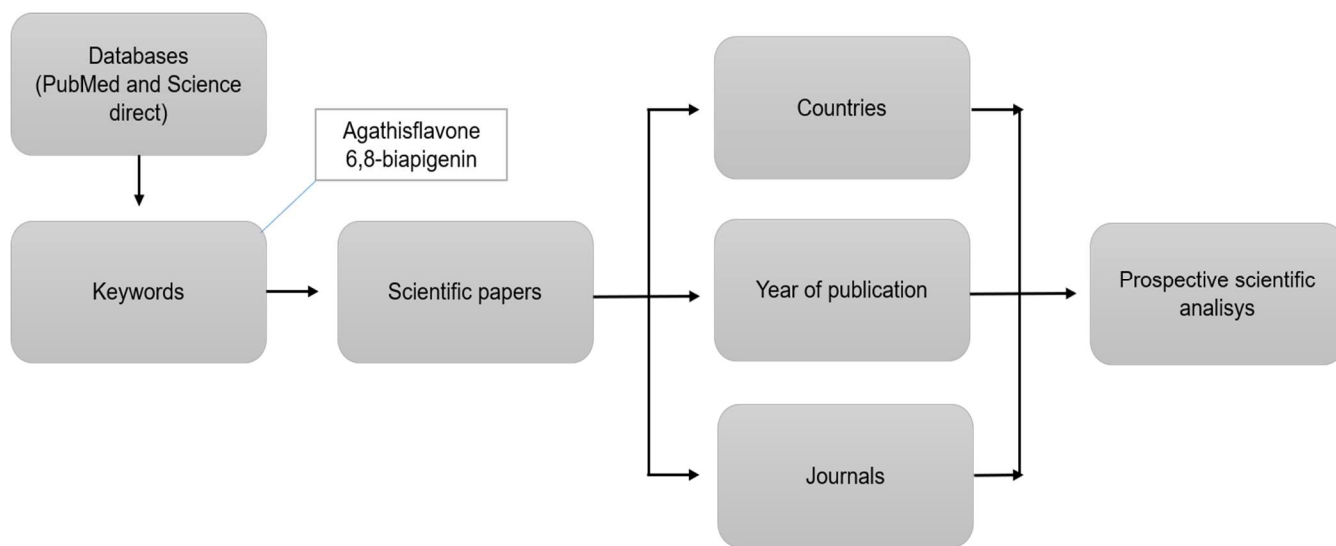 Databases
(PubMed and Science
direct)
Agathisflavone
6,8-biapigenin
Keywords
Scientific papers
Countries
Year of publication
Journals
Prospective scientific
analisys